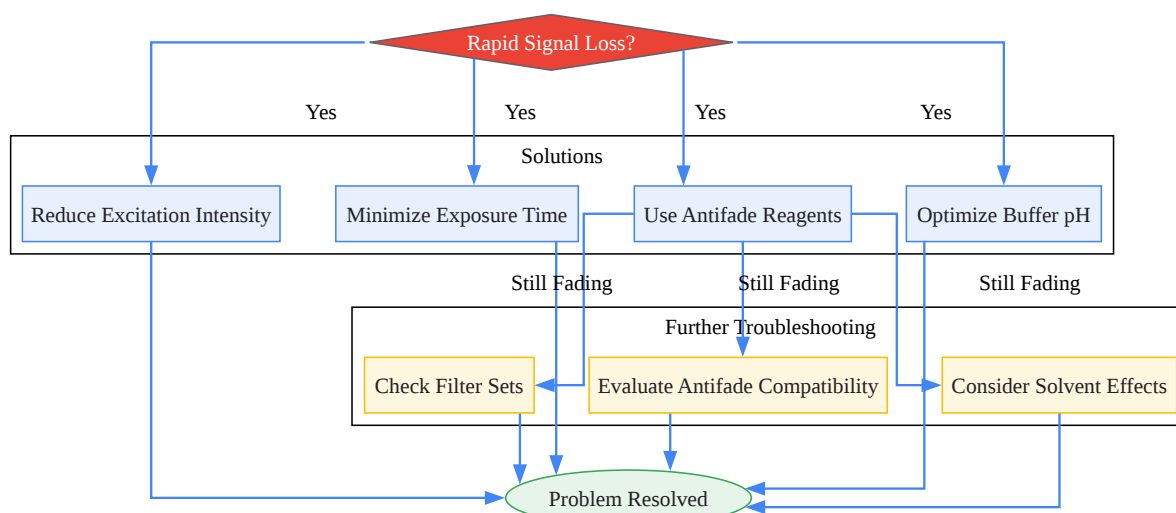 Rapid Signal Loss?
Yes
Yes
Yes
Yes
Solutions
Reduce Excitation Intensity
Minimize Exposure Time
Use Antifade Reagents
Optimize Buffer pH
Still Fading
Still Fading
Still Fading
Further Troubleshooting
Check Filter Sets
Evaluate Antifade Compatibility
Consider Solvent Effects
Problem Resolved